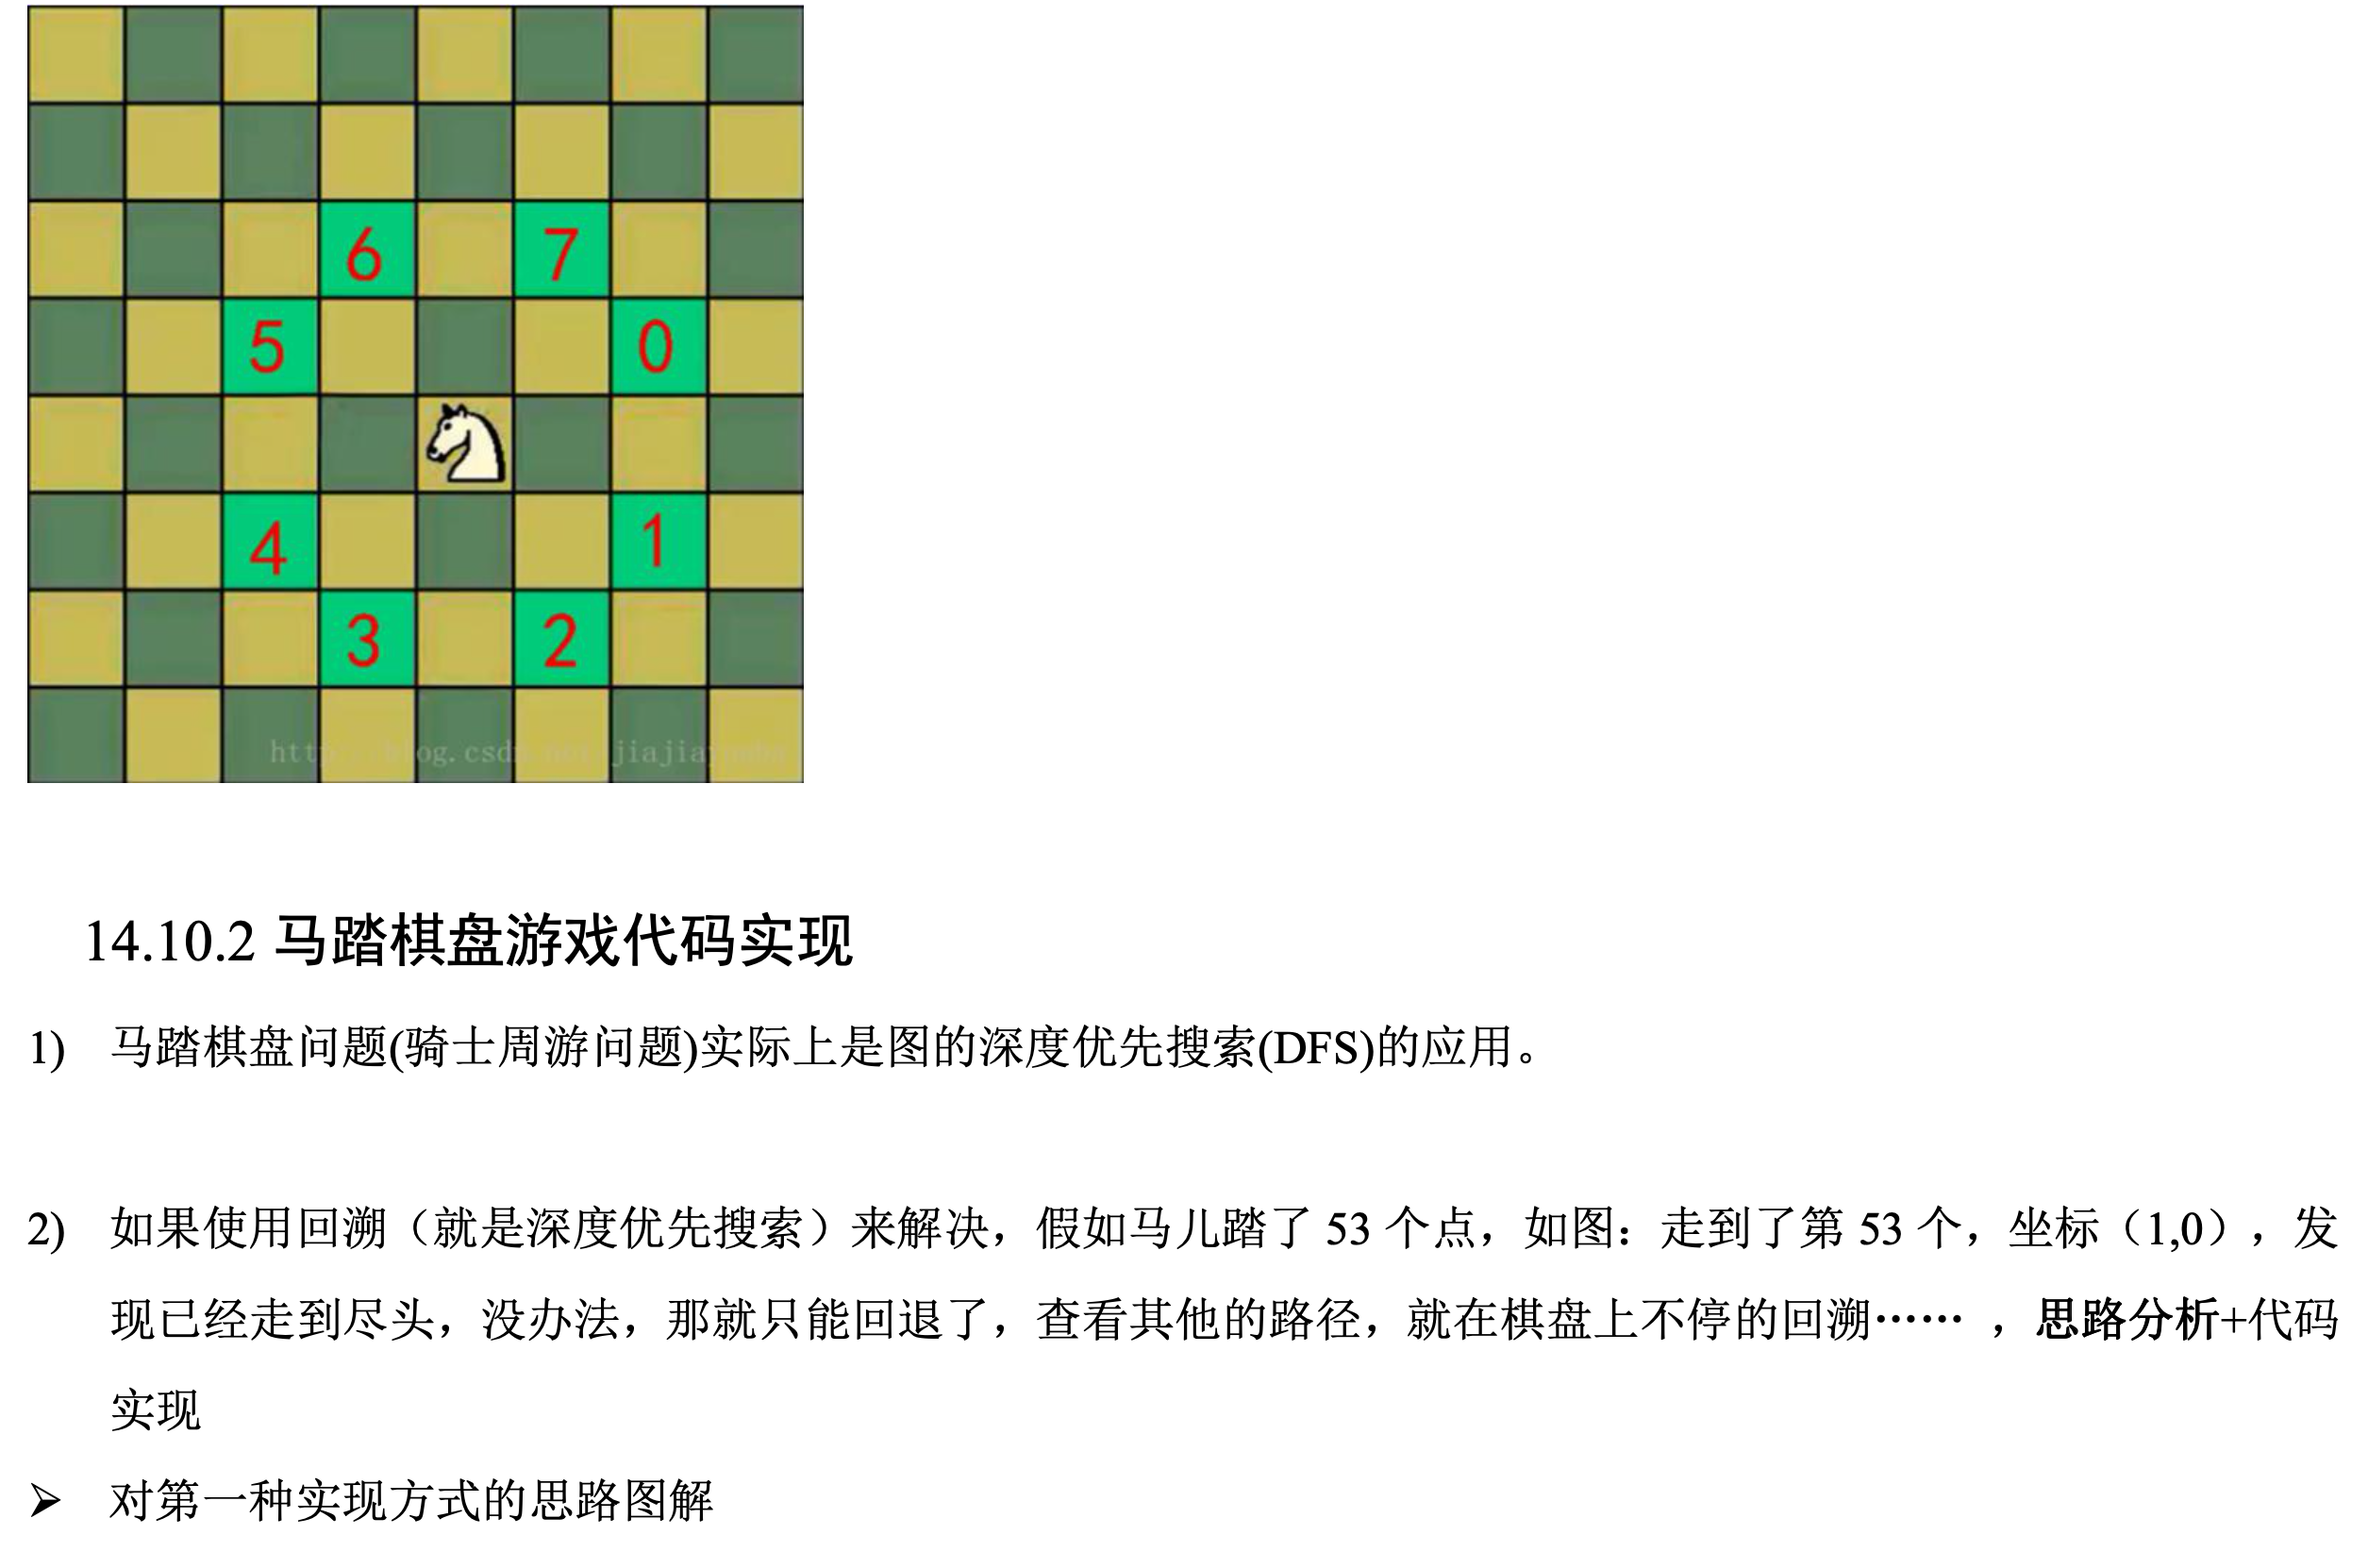 6 7
5 0
4 1
3 2
14.10.2 马踏棋盘游戏代码实现
1) 马踏棋盘问题(骑士周游问题)实际上是图的深度优先搜索(DFS)的应用。
2) 如果使用回溯（就是深度优先搜索）来解决，假如马儿踏了 53 个点，如图：走到了第 53 个，坐标（1,0），发
现已经走到尽头，没办法，那就只能回退了，查看其他的路径，就在棋盘上不停的回溯…… ，思路分析+代码
实现
➢ 对第一种实现方式的思路图解